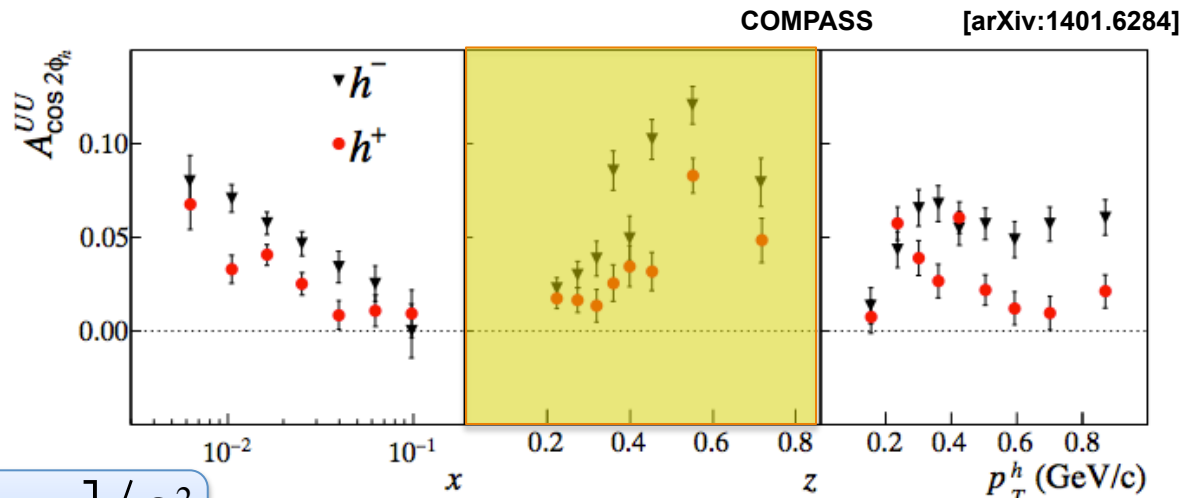 COMPASS [arXiv:1401.6284]
A^{UU}_{cos 2ϕ_h}
h⁻
h⁺
0.10
0.05
0.00
10⁻² 10⁻¹ 0.2 0.4 0.6 0.8 0.2 0.4 0.6 0.8
x z p_T^h (GeV/c)